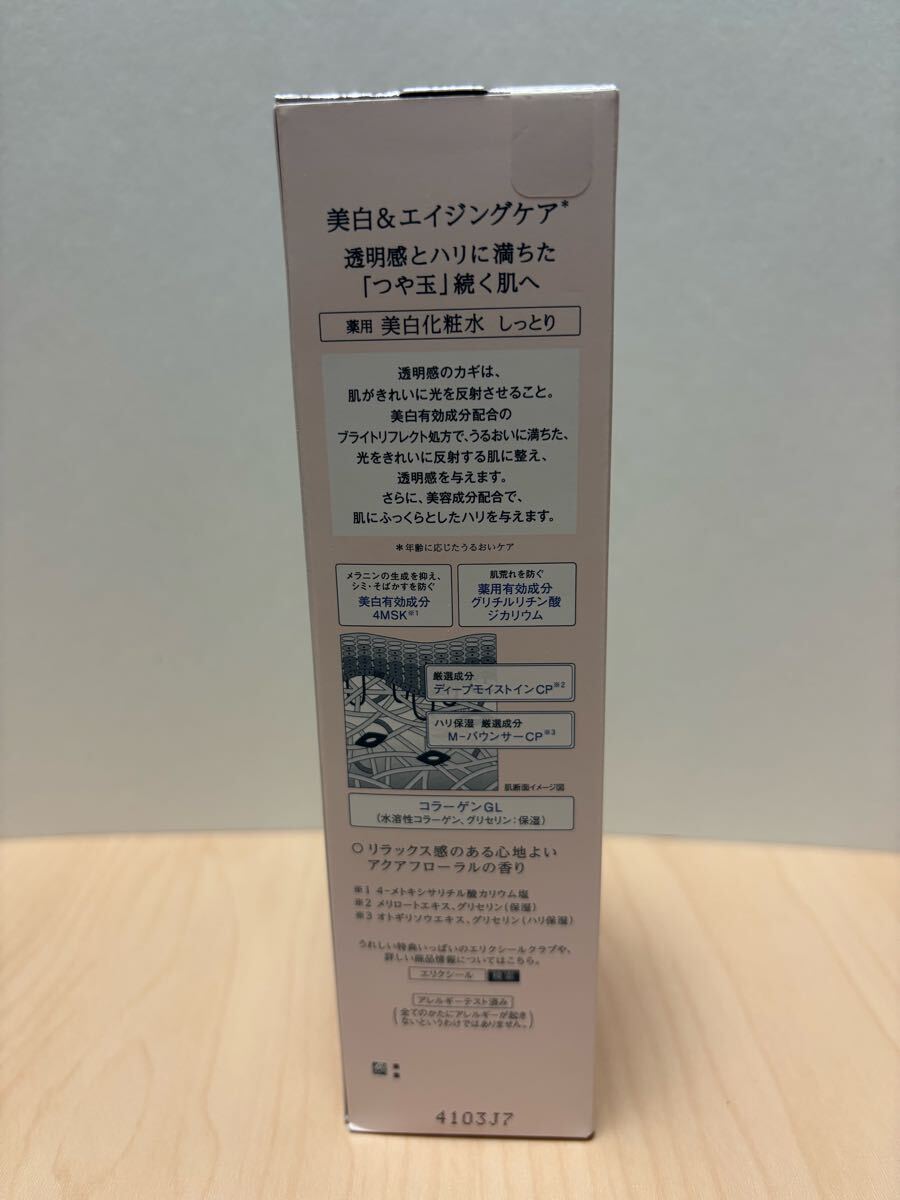 美白&エイジングケア*
透明感とハリに満ちた
「つや玉」続く肌へ
薬用 美白化粧水 しっとり
透明感のカギは、
肌がきれいに光を反射させること。
美白有効成分配合の
ブライトリフレクト処方で、うるおいに満ちた、
光をきれいに反射する肌に整え、
透明感を与えます。
さらに、美容成分配合で、
肌にふっくらとしたハリを与えます。
*年齢に応じたうるおいケア
メラニンの生成を抑え、
シミ・そばかすを防ぐ
美白有効成分
4MSK※1
肌荒れを防ぐ
薬用有効成分
グリチルリチン酸
ジカリウム
厳選成分
ディープモイストインCP※2
ハリ保湿 厳選成分
M-バウンサーCP※3
肌断面イメージ図
コラーゲンGL
(水溶性コラーゲン、グリセリン:保湿)
○リラックス感のある心地よい
アクアフローラルの香り
※1 4-メトキシサリチル酸カリウム塩
※2 メリロートエキス、グリセリン(保湿)
※3 オトギリソウエキス、グリセリン(ハリ保湿)
うれしい特典いっぱいのエリクシールクラブや、
詳しい商品情報についてはこちら。
エリクシール 検索
アレルギーテスト済み
(全てのかたにアレルギーが起き
ないというわけではありません。)
4103J7